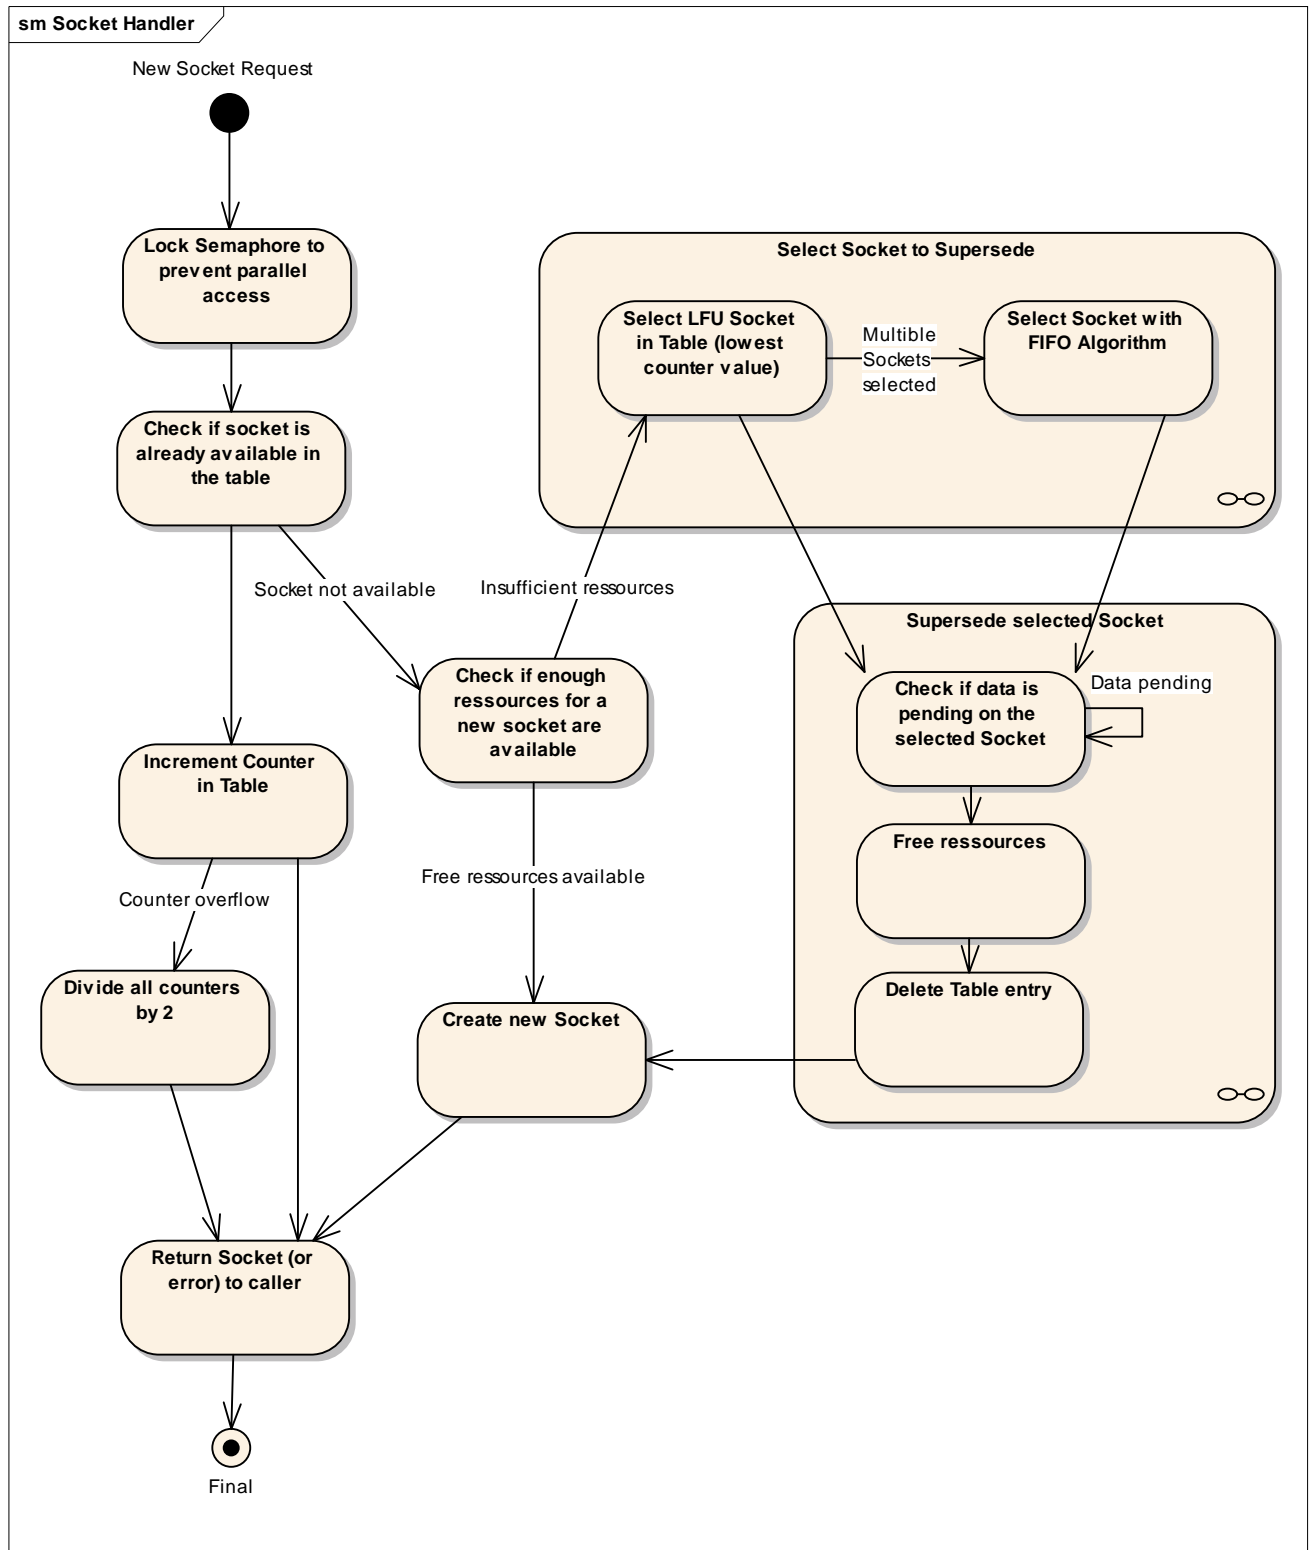 sm Socket Handler
New Socket Request
Lock Semaphore to
prevent parallel
access
Select Socket to Supersede
Select LFU Socket
in Table (lowest
counter value)
Multible
Sockets
selected
Select Socket with
FIFO Algorithm
Check if socket is
already available in
the table
Socket not available
Insufficient ressources
Supersede selected Socket
Check if enough
ressources for a
new socket are
available
Check if data is
pending on the
selected Socket
Data pending
Increment Counter
in Table
Free ressources
Free ressources available
Counter overflow
Divide all counters
by 2
Delete Table entry
Create new Socket
Return Socket (or
error) to caller
Final